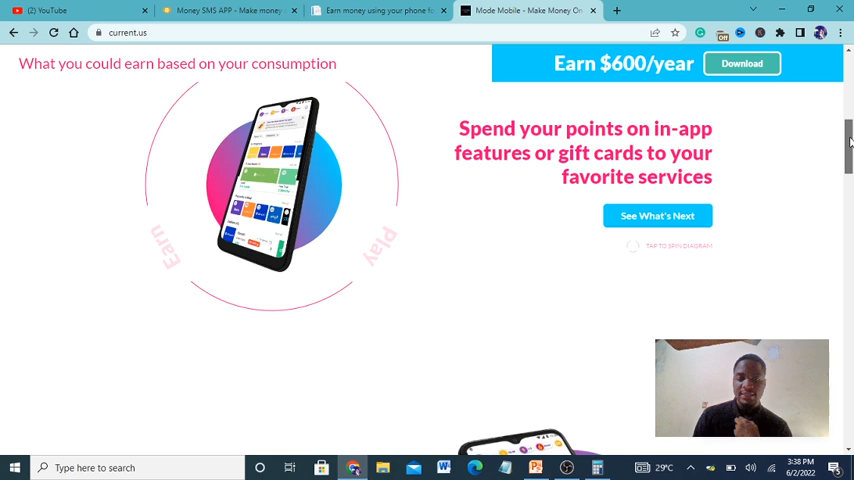 (2) YouTube
Money SMS APP - Make money
Earn money using your phone fo
Mode Mobile - Make Money On
current.us
Off
What you could earn based on your consumption
Earn $600/year
Download
Spend your points on in-app
features or gift cards to your
favorite services
See What's Next
TAP TO SPIN DIAGRAM
Earn
Play
Type here to search
29°C
3:38 PM
6/2/2022
5